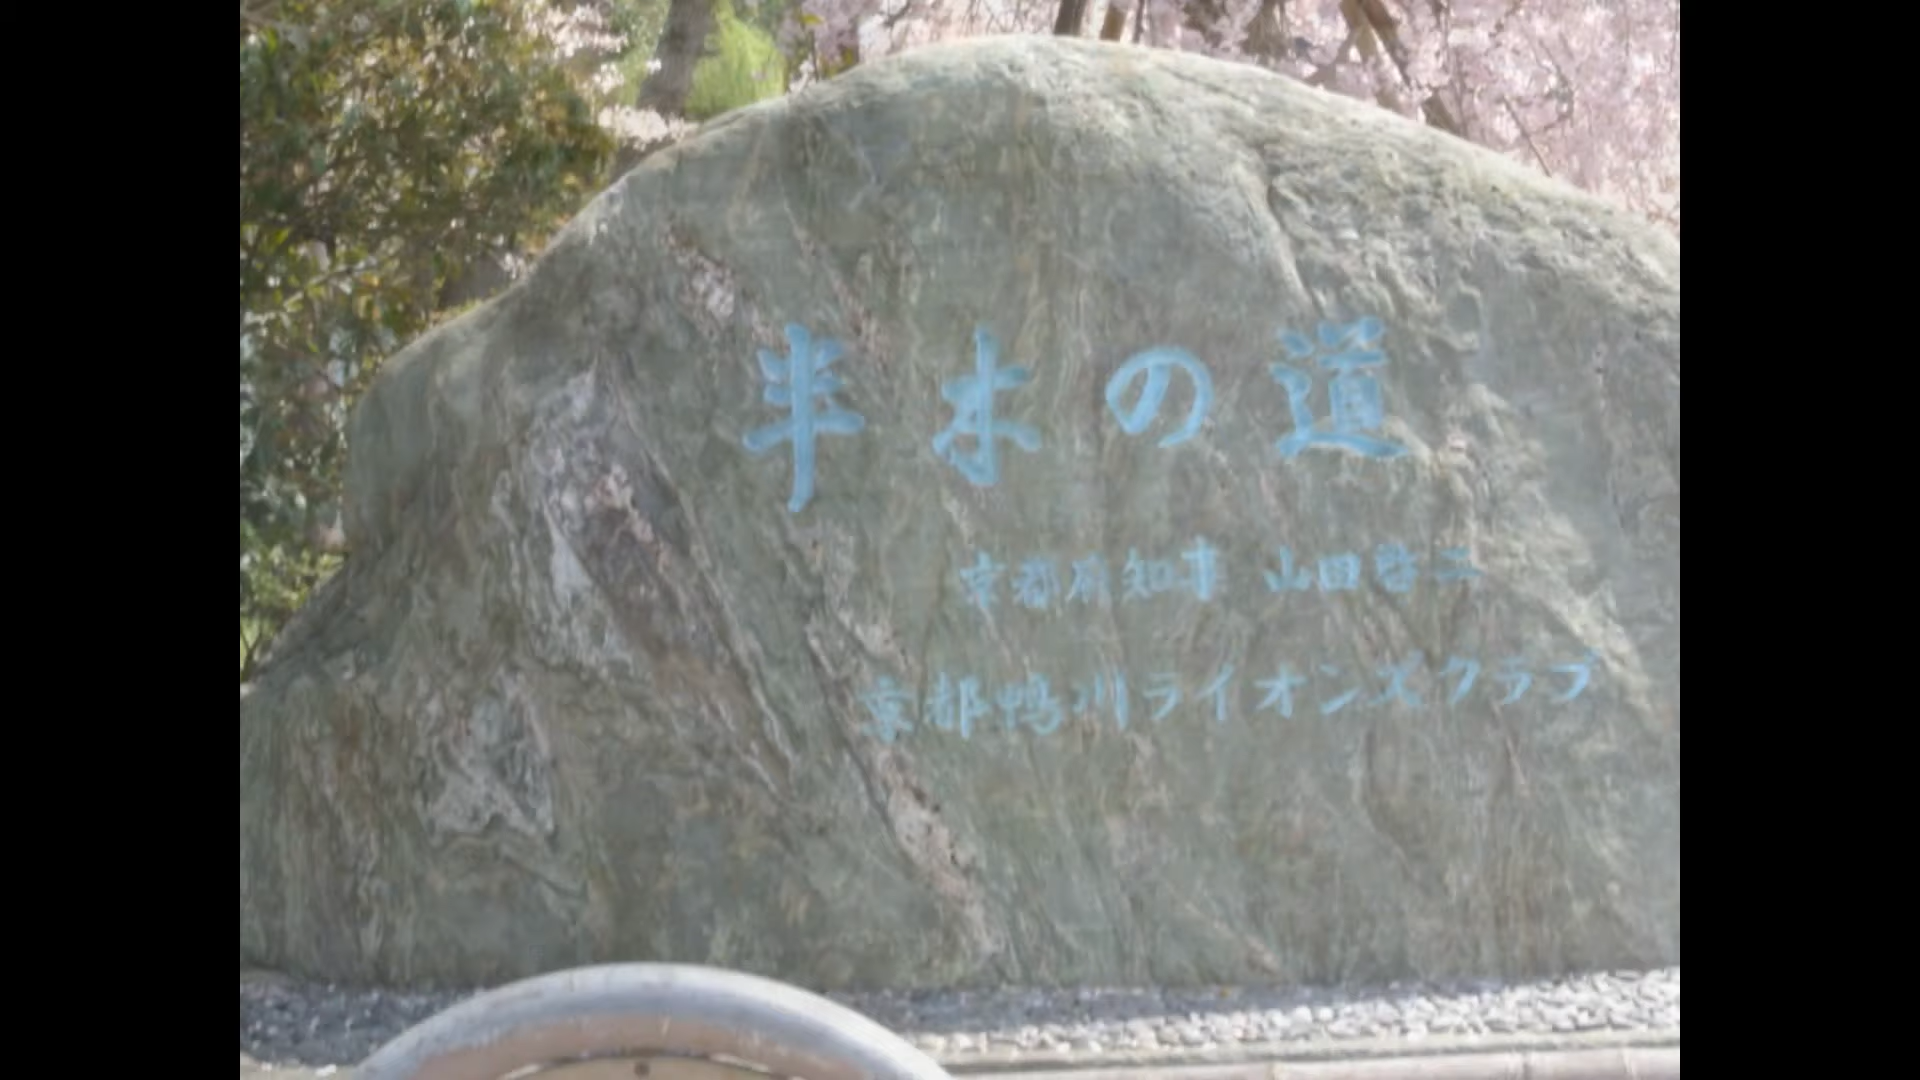 半木の道
京都府知事 山田啓二
京都鴨川ライオンズクラブ